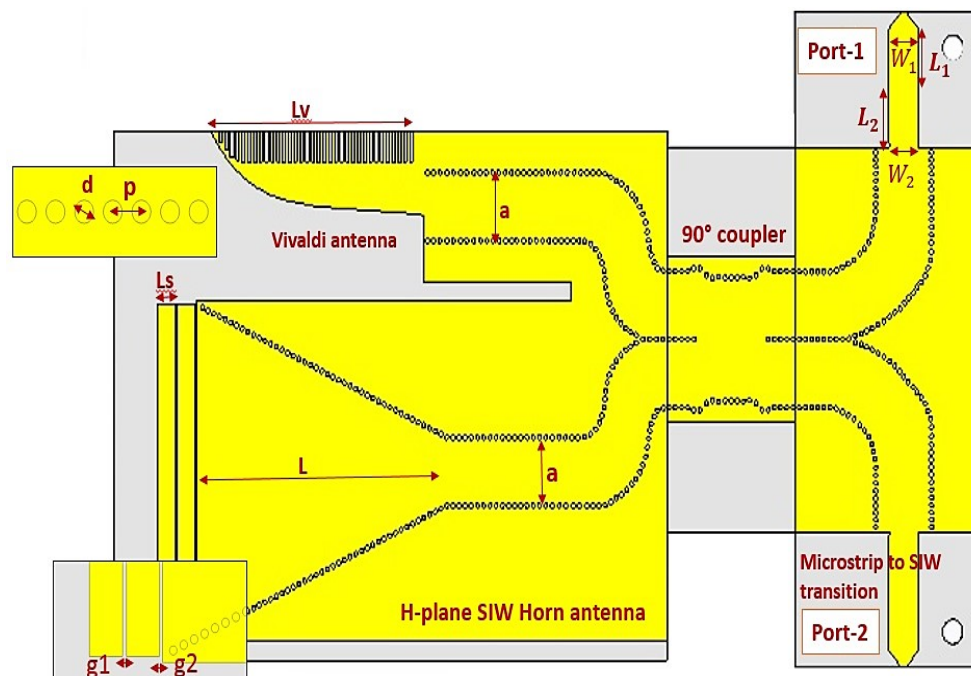 Port-1
W₁
L₁
L₂
W₂
Lv
d
p
a
Vivaldi antenna
90° coupler
Ls
L
a
H-plane SIW Horn antenna
Microstrip to SIW
transition
Port-2
g1
g2